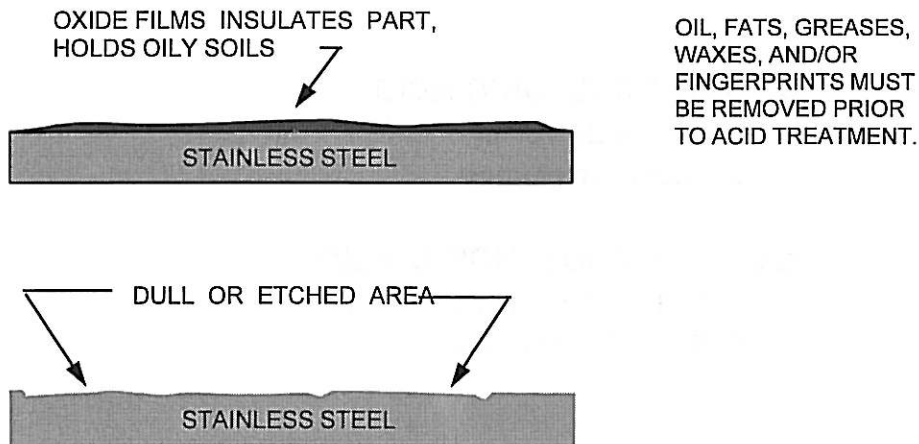 OXIDE FILMS INSULATES PART,
HOLDS OILY SOILS
OIL, FATS, GREASES,
WAXES, AND/OR
FINGERPRINTS MUST
BE REMOVED PRIOR
TO ACID TREATMENT.
STAINLESS STEEL
DULL OR ETCHED AREA
STAINLESS STEEL